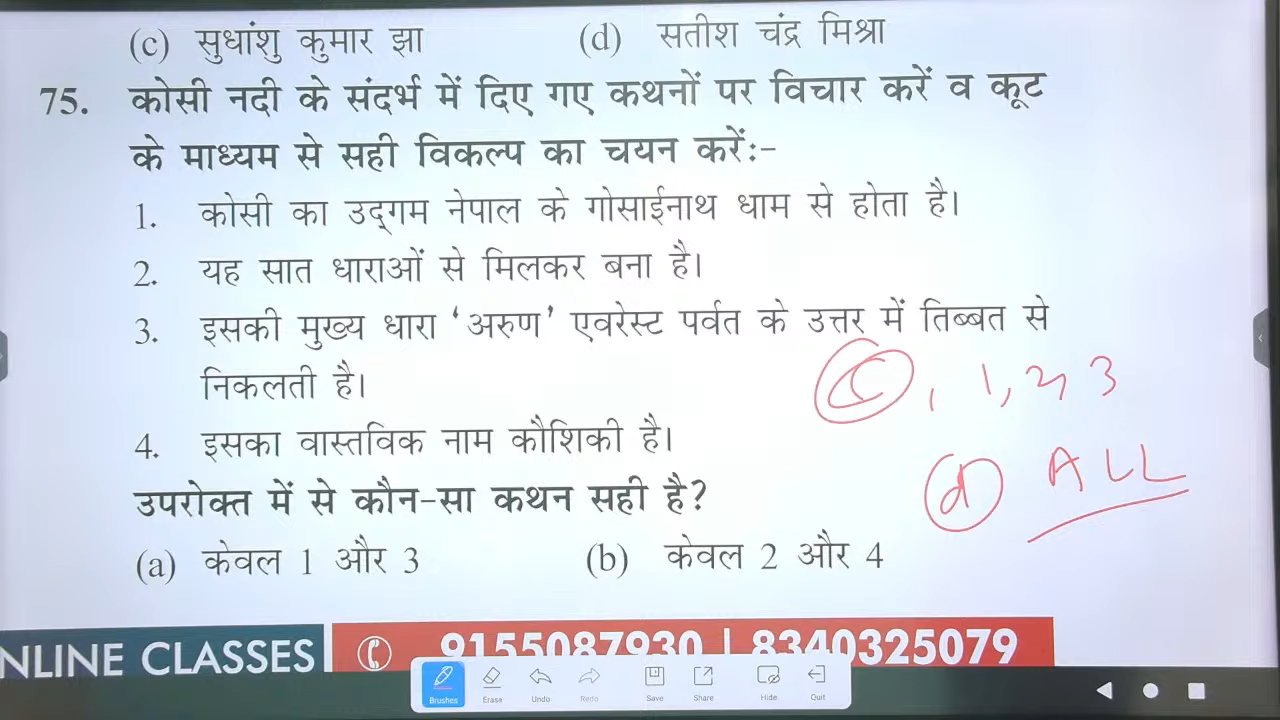 (c) सुधांशु कुमार झा (d) सतीश चंद्र मिश्रा
75. कोसी नदी के संदर्भ में दिए गए कथनों पर विचार करें व कूट
के माध्यम से सही विकल्प का चयन करें:-
1. कोसी का उद्गम नेपाल के गोसाईनाथ धाम से होता है।
2. यह सात धाराओं से मिलकर बना है।
3. इसकी मुख्य धारा ‘अरुण’ एवरेस्ट पर्वत के उत्तर में तिब्बत से
निकलती है।
(c), 1, 2, 3
4. इसका वास्तविक नाम कौशिकी है।
(d) ALL
उपरोक्त में से कौन-सा कथन सही है?
(a) केवल 1 और 3 (b) केवल 2 और 4
NLINE CLASSES 9155087930 | 8340325079
Brushes Erase Undo Redo Save Share Hide Quit